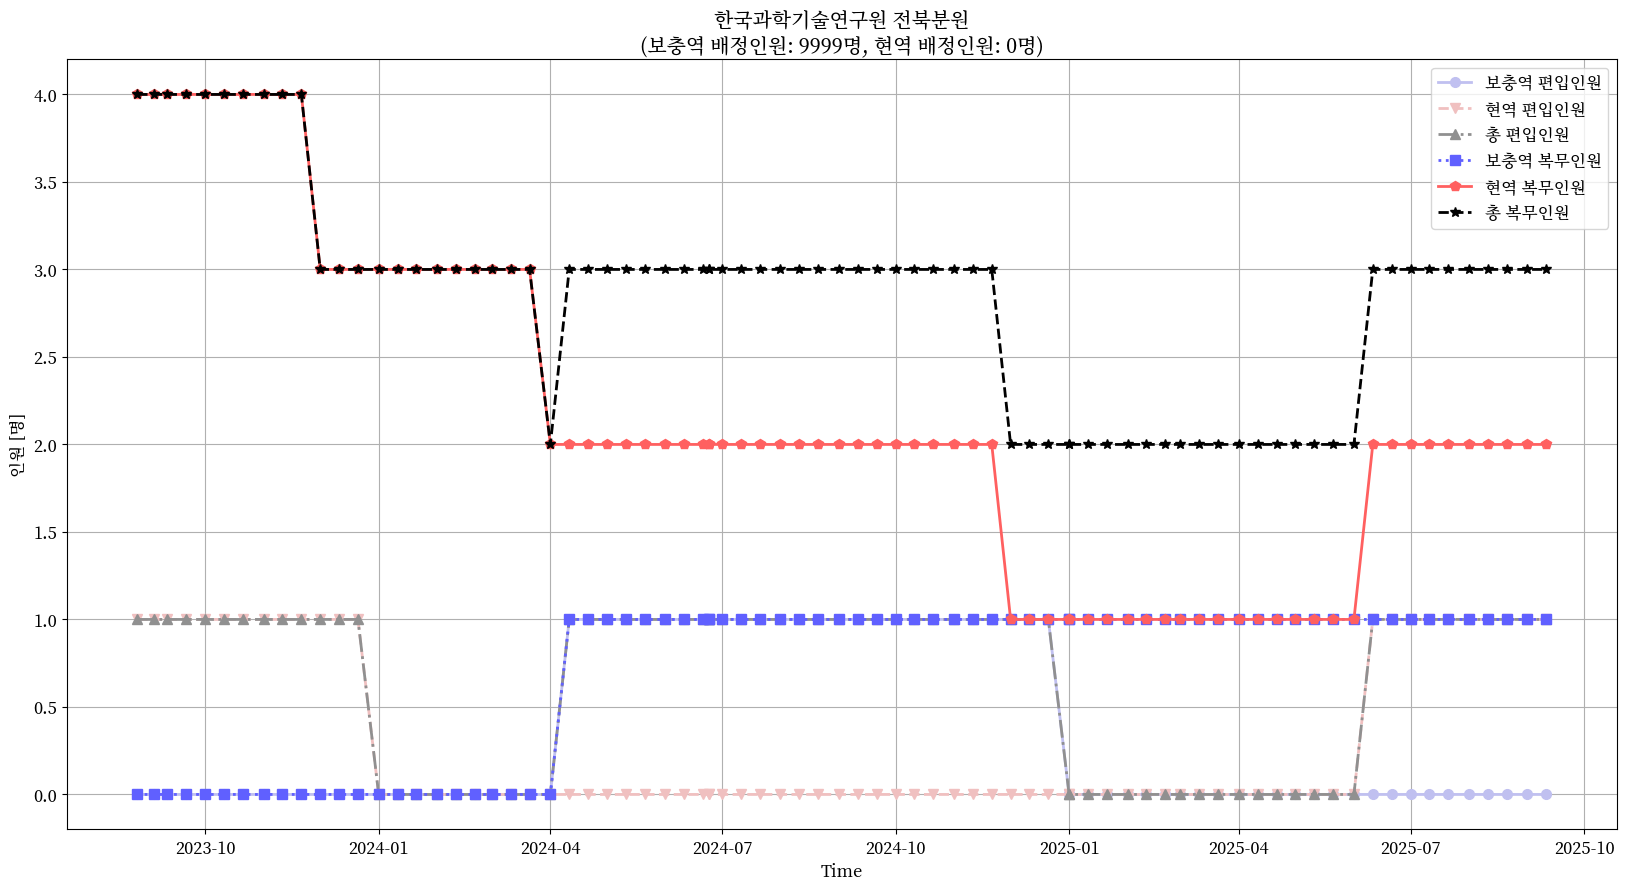 한국과학기술연구원 전북분원
(보충역 배정인원: 9999명, 현역 배정인원: 0명)
보충역 편입인원
현역 편입인원
총 편입인원
보충역 복무인원
현역 복무인원
총 복무인원
인원 [명]
4.0
3.5
3.0
2.5
2.0
1.5
1.0
0.5
0.0
2023-10
2024-01
2024-04
2024-07
2024-10
2025-01
2025-04
2025-07
2025-10
Time